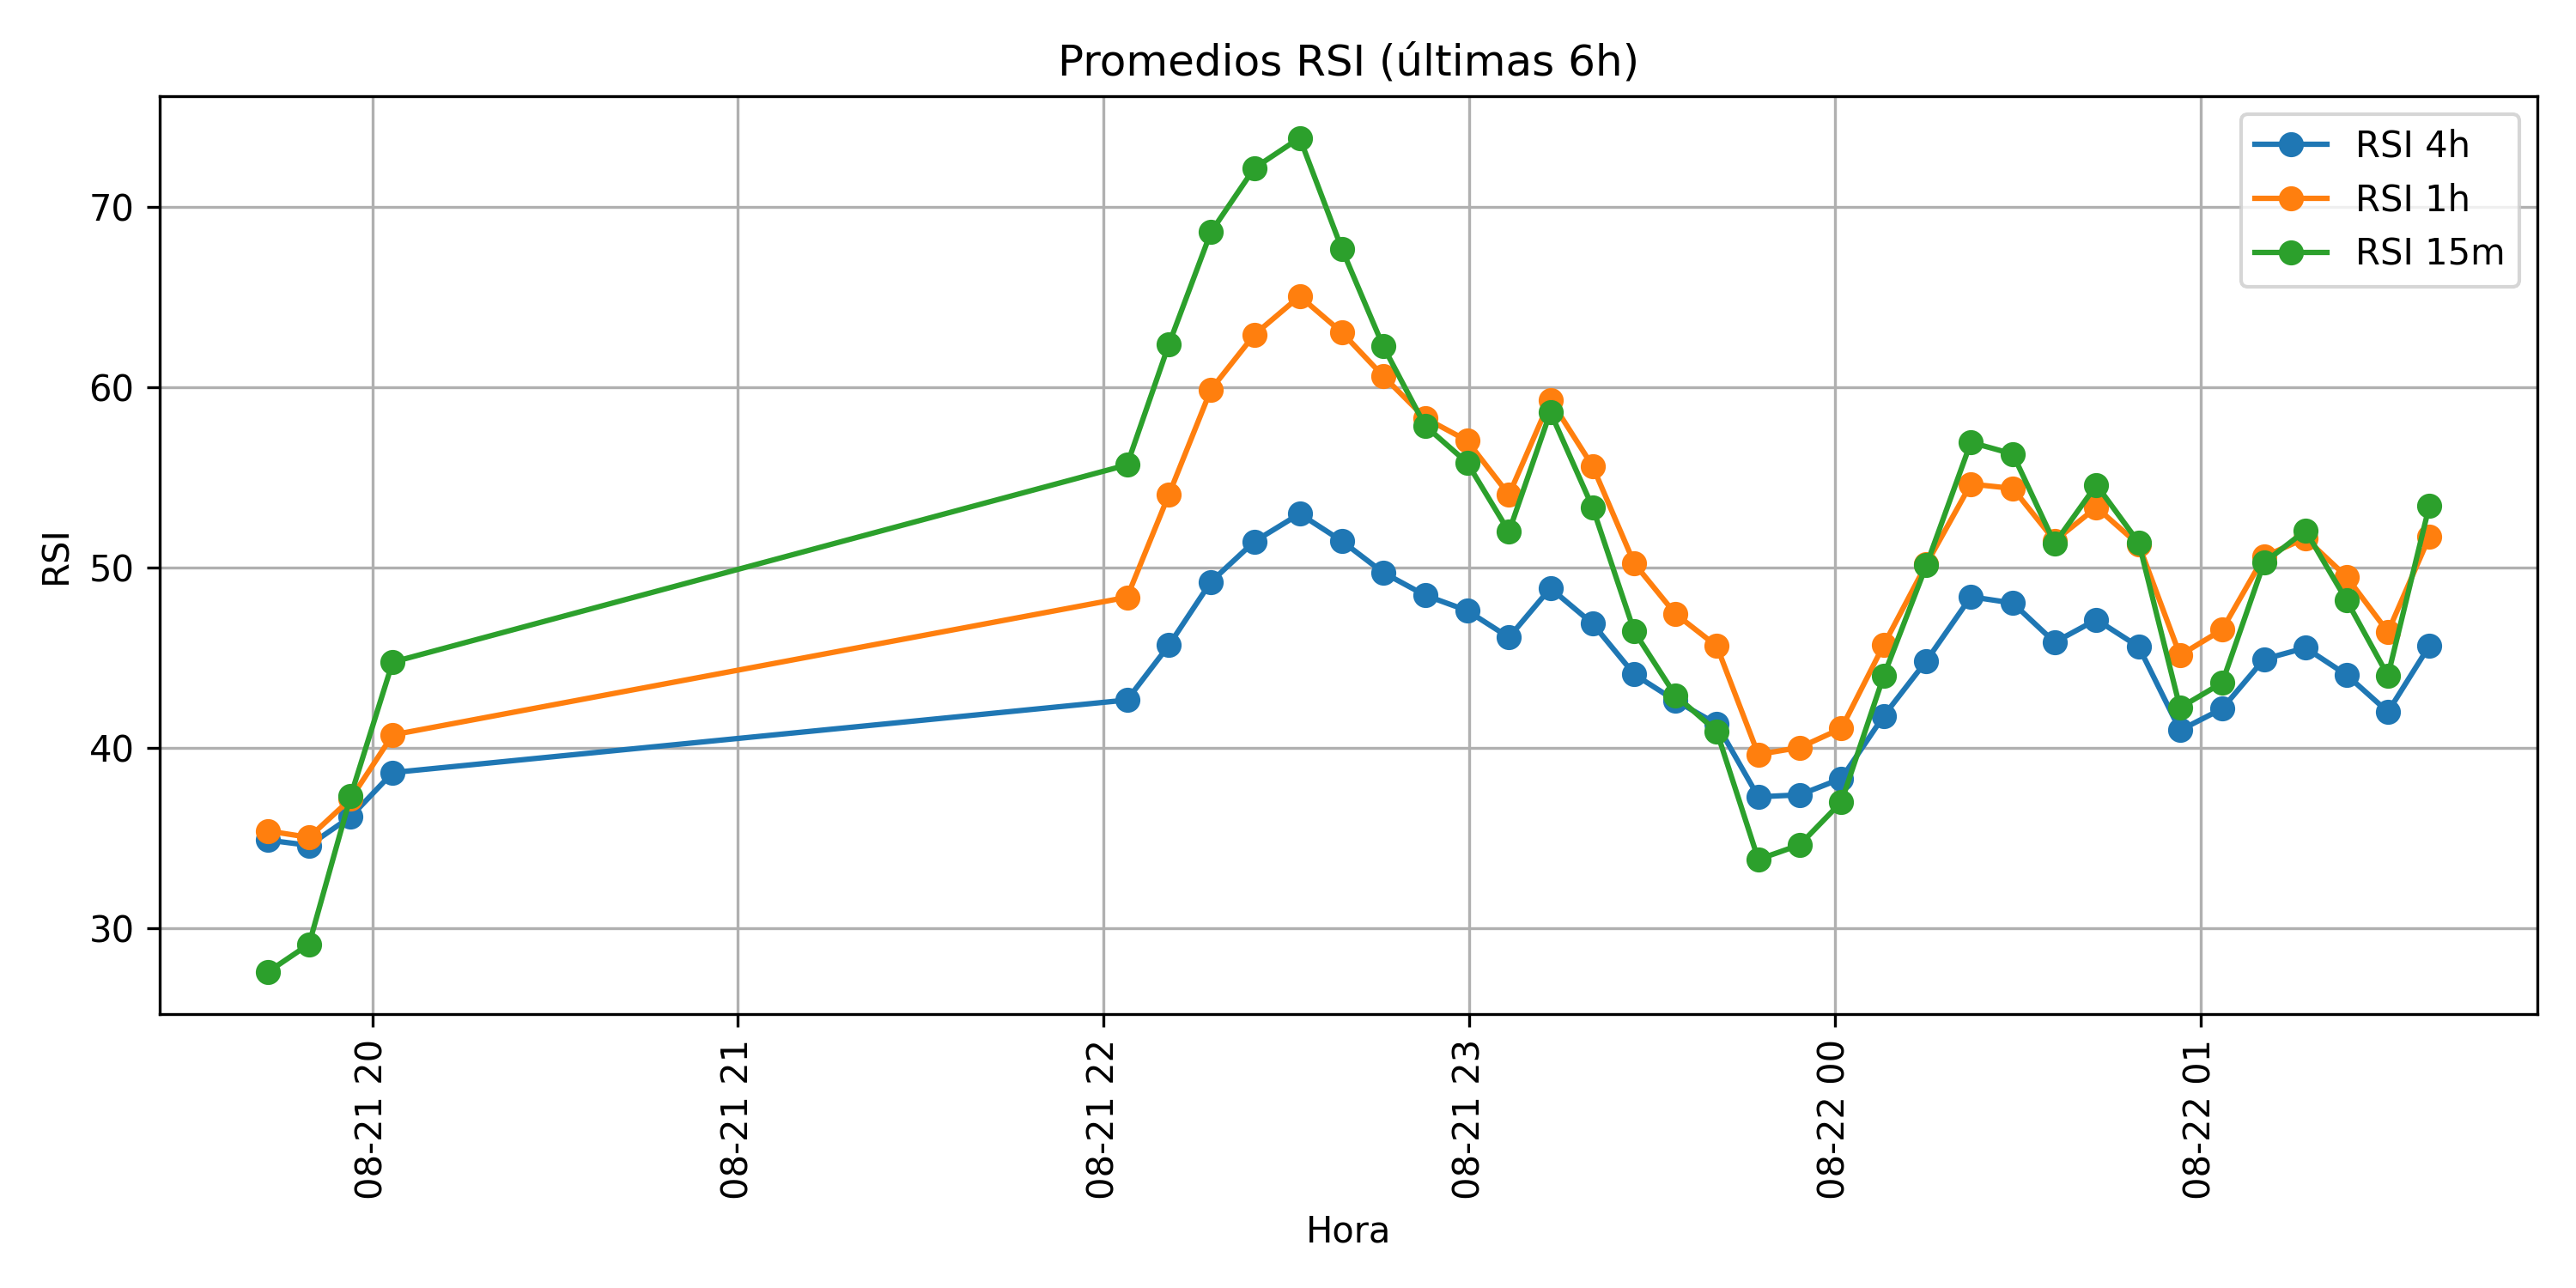 Promedios RSI (últimas 6h)
RSI 4h
RSI 1h
RSI 15m
70
60
50
40
30
RSI
08-21 20
08-21 21
08-21 22
08-21 23
08-22 00
08-22 01
Hora